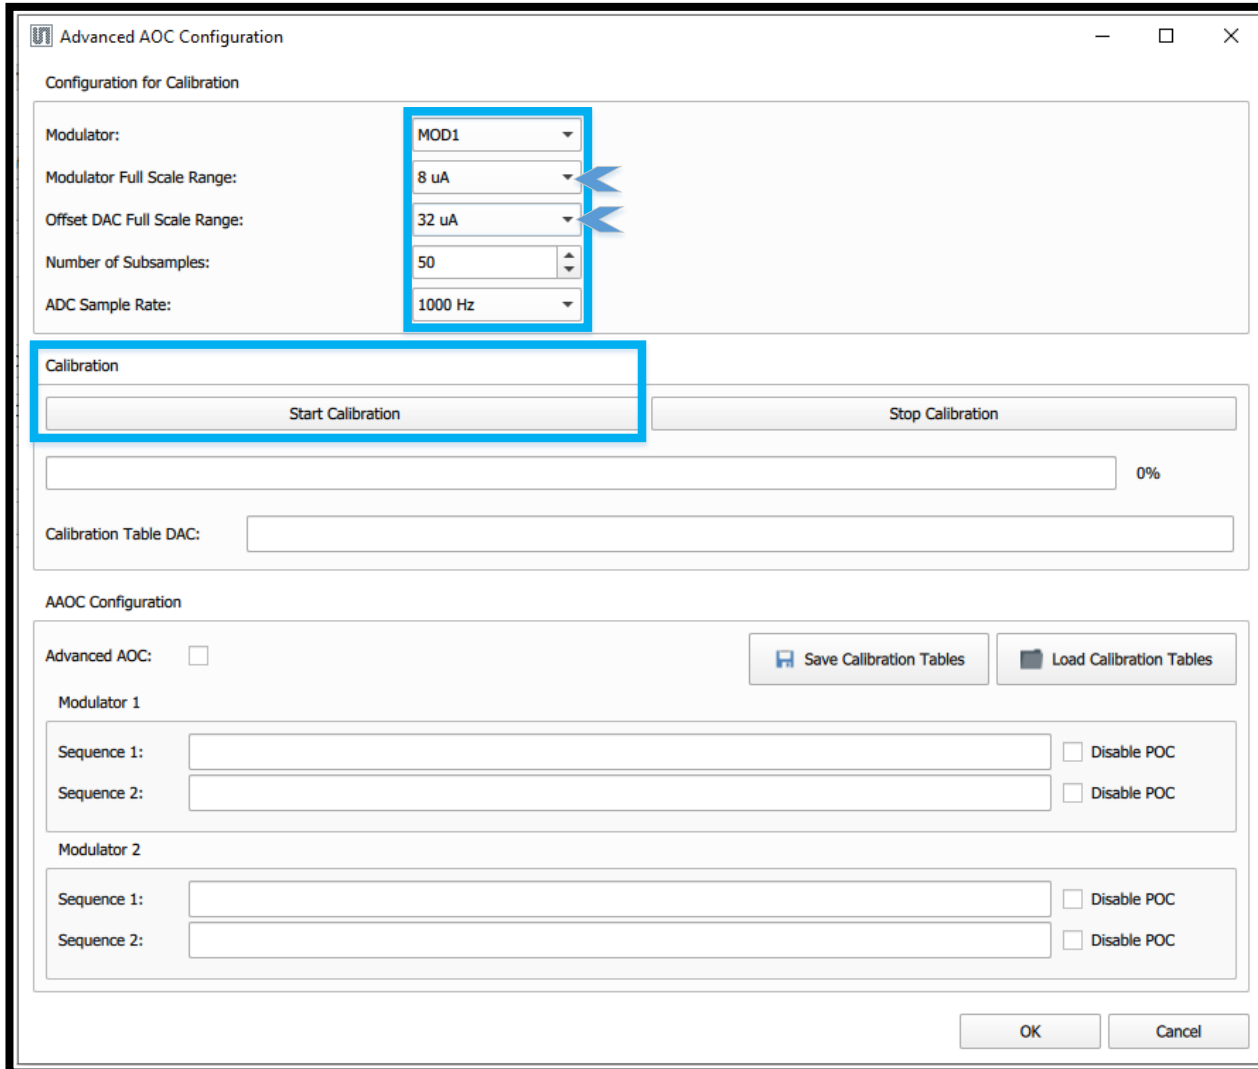 Advanced AOC Configuration
Configuration for Calibration
Modulator: MOD1
Modulator Full Scale Range: 8 uA
Offset DAC Full Scale Range: 32 uA
Number of Subsamples: 50
ADC Sample Rate: 1000 Hz
Calibration
Start Calibration Stop Calibration
0%
Calibration Table DAC:
AAOC Configuration
Advanced AOC: Save Calibration Tables Load Calibration Tables
Modulator 1
Sequence 1: Disable POC
Sequence 2: Disable POC
Modulator 2
Sequence 1: Disable POC
Sequence 2: Disable POC
OK Cancel